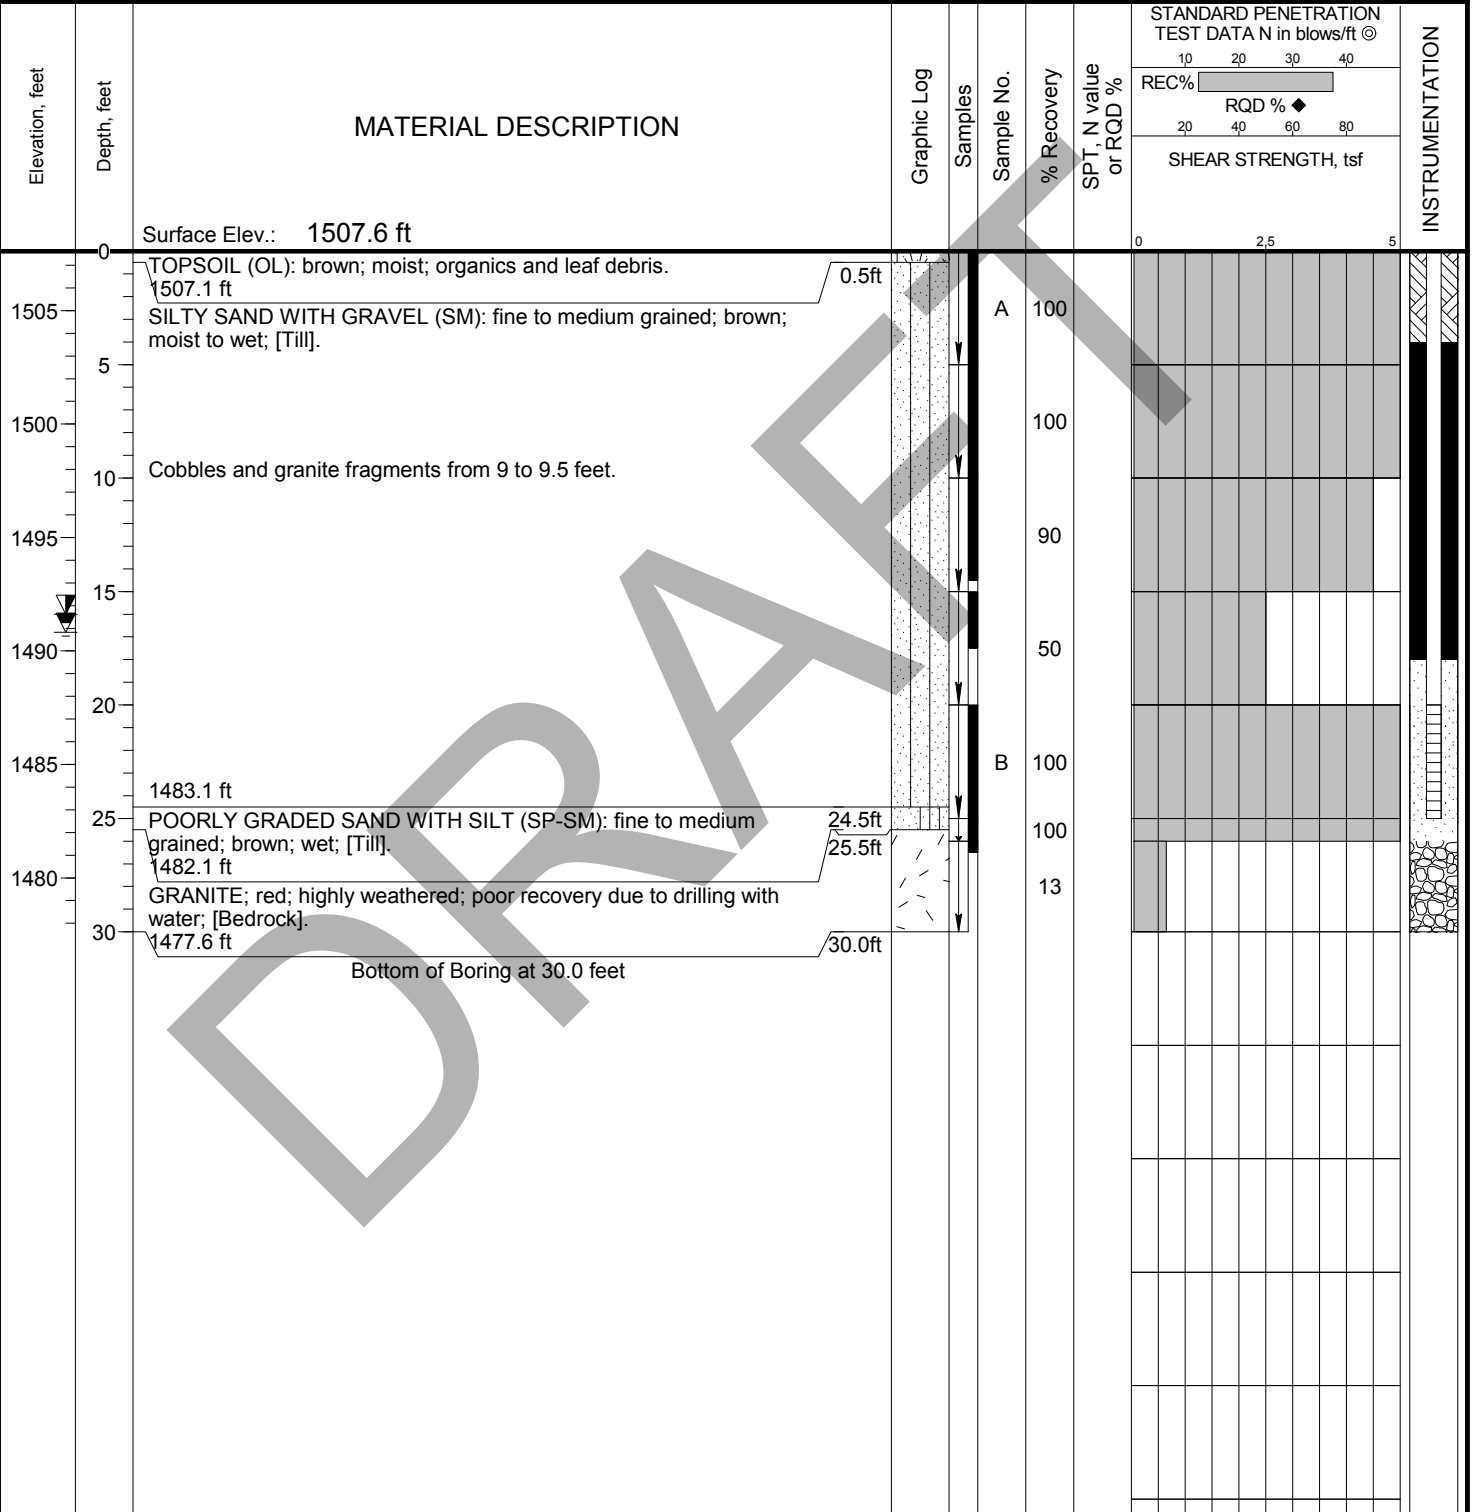 Elevation, feet
Depth, feet
MATERIAL DESCRIPTION
Surface Elev.: 1507.6 ft
Graphic Log
Samples
Sample No.
% Recovery
SPT, N value
or RQD %
STANDARD PENETRATION
TEST DATA N in blows/ft ◎
10 20 30 40
REC%
RQD % ◆
20 40 60 80
SHEAR STRENGTH, tsf
0 2,5 5
INSTRUMENTATION
0
TOPSOIL (OL): brown; moist; organics and leaf debris.
1507.1 ft
0.5ft
1505
SILTY SAND WITH GRAVEL (SM): fine to medium grained; brown;
moist to wet; [Till].
A 100
5
1500
100
Cobbles and granite fragments from 9 to 9.5 feet.
10
1495
90
15
1490
50
20
1485
B 100
1483.1 ft
25
24.5ft
POORLY GRADED SAND WITH SILT (SP-SM): fine to medium
grained; brown; wet; [Till].
100
25.5ft
1482.1 ft
1480
13
GRANITE; red; highly weathered; poor recovery due to drilling with
water; [Bedrock].
30
1477.6 ft
30.0ft
Bottom of Boring at 30.0 feet
DRAFT